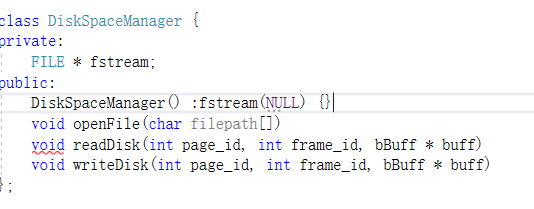 class DiskSpaceManager {
private:
FILE * fstream;
public:
DiskSpaceManager() :fstream(NULL) {}
void openFile(char filepath[])
void readDisk(int page_id, int frame_id, bBuff * buff)
void writeDisk(int page_id, int frame_id, bBuff * buff)
};